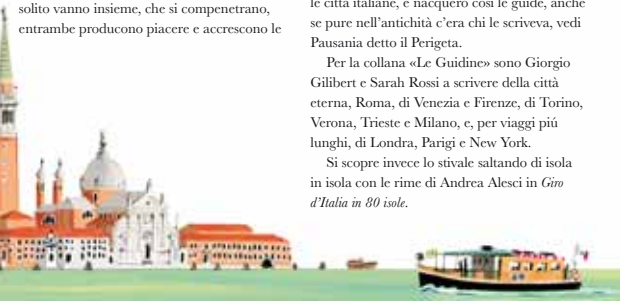 solito vanno insieme, che si compenetrano,
entrambe producono piacere e accrescono le
le città italiane, e nacquero così le guide, anche
se pure nell'antichità c'era chi le scriveva, vedi
Pausania detto il Perigeta.
Per la collana «Le Guidine» sono Giorgio
Gilibert e Sarah Rossi a scrivere della città
eterna, Roma, di Venezia e Firenze, di Torino,
Verona, Trieste e Milano, e, per viaggi piú
lunghi, di Londra, Parigi e New York.
Si scopre invece lo stivale saltando di isola
in isola con le rime di Andrea Alesci in Giro
d'Italia in 80 isole.